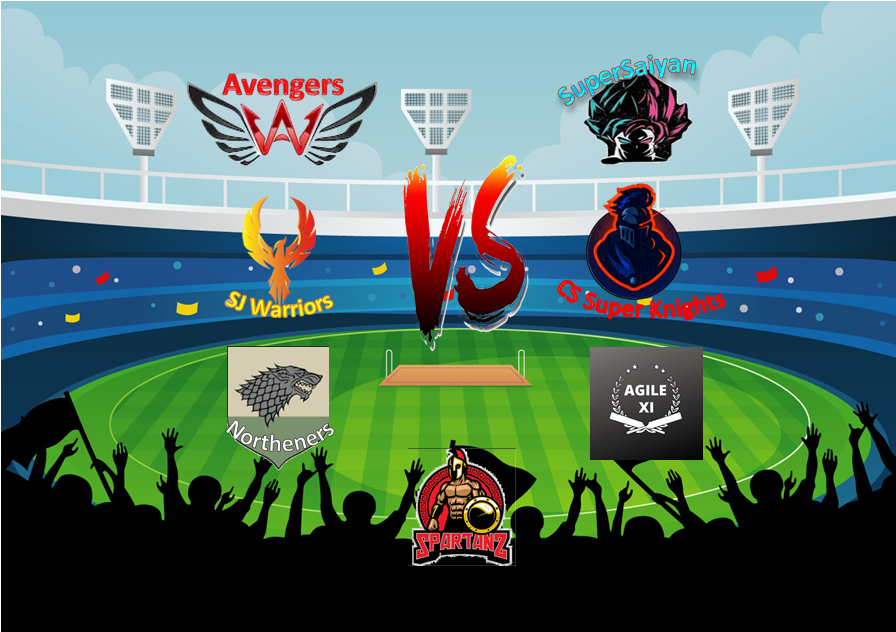 Avengers
SuperSaiyan
VS
SJ Warriors
CS Super Knights
Northeners
AGILE
XI
SPARTANZ